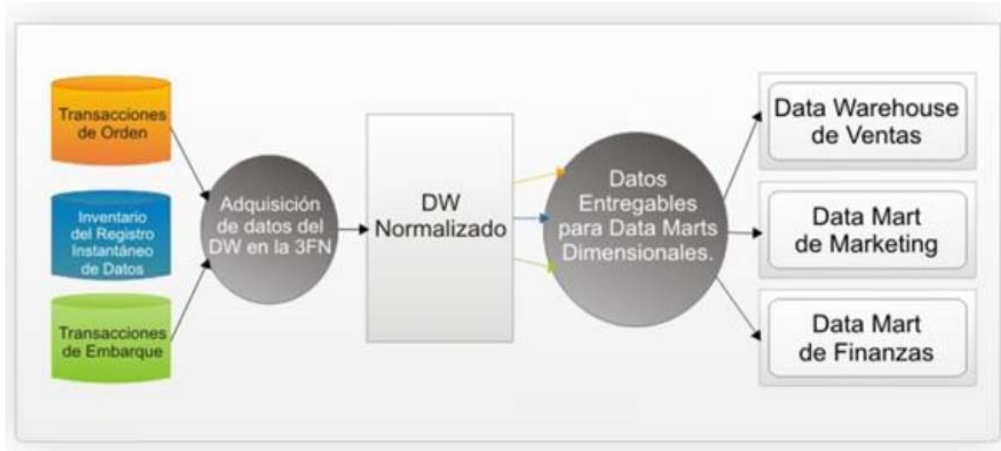 Transacciones
de Orden
Inventario
del Registro
Instantáneo
de Datos
Transacciones
de Embarque
Adquisición
de datos del
DW en la 3FN
DW
Normalizado
Datos
Entregables
para Data Marts
Dimensionales.
Data Warehouse
de Ventas
Data Mart
de Marketing
Data Mart
de Finanzas